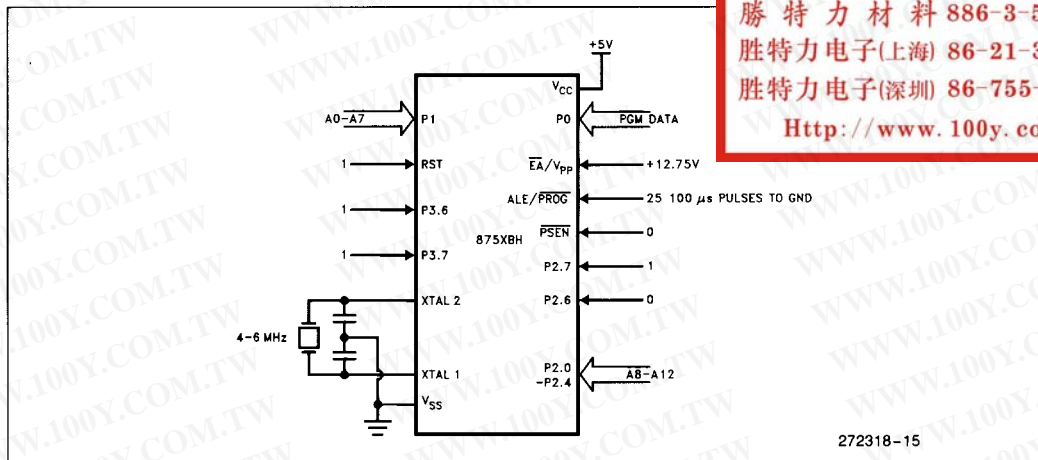 勝特力材料 886-3-5
胜特力电子(上海) 86-21-3
胜特力电子(深圳) 86-755-
Http://www.100y.co
+5V
VCC
A0-A7
P1
P0
PGM DATA
1
RST
EA/VPP
+12.75V
ALE/PROG
25 100 μs PULSES TO GND
1
P3.6
875XBH
PSEN
0
1
P3.7
P2.7
1
XTAL 2
P2.6
0
4-6 MHz
XTAL 1
P2.0
-P2.4
A8-A12
VSS
272318-15
WWW.100Y.COM.TW